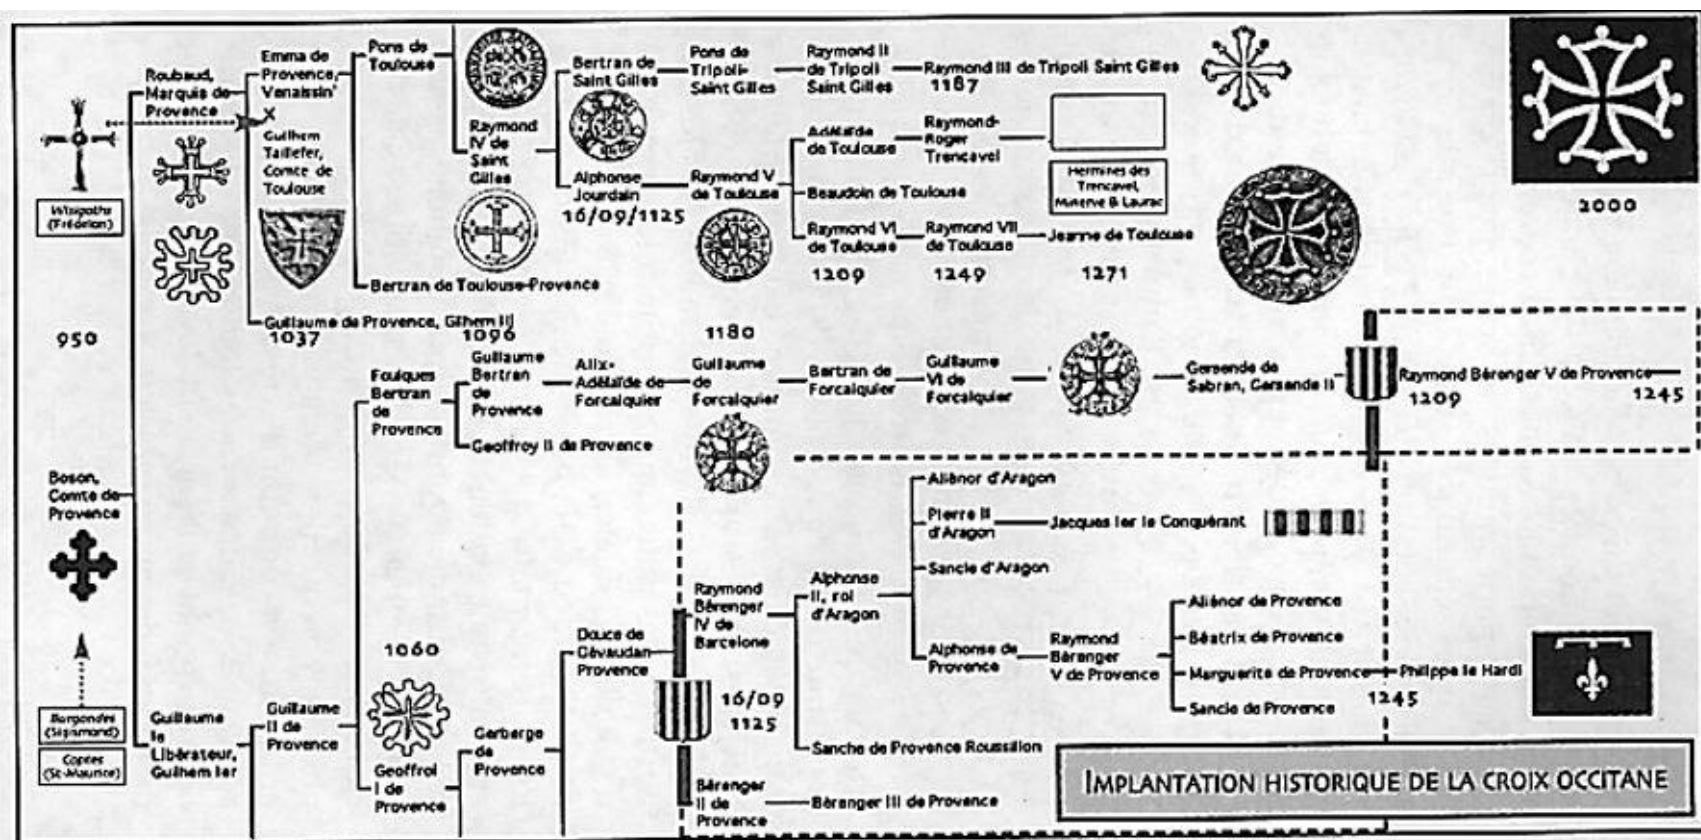 Emma de
Provence,
Venaissin
Pons de
Toulouse
Roubaud,
Marquis de
Provence
Guilhem
Taillefer,
Comte de
Toulouse
Wisigoths
Raymond
IV de
Saint
Gilles
Bertran de
Saint Gilles
Pons de
Tripoli-
Saint Gilles
Raymond II
de Tripoli
Saint Gilles
Raymond III de Tripoli Saint Gilles
1187
Alphonse
Jourdain
16/09/1125
Raymond V
de Toulouse
Adélaïde
de Toulouse
Raymond-
Roger
Trencavel
Hermines des
Trencavel,
Minerve & Laurac
Beaudoin de Toulouse
Raymond VI
de Toulouse
1209
Raymond VII
de Toulouse
1249
Jeanne de Toulouse
1271
2000
Bertran de Toulouse-Provence
Guillaume de Provence, Gilhem III
1037
1096
950
1180
Foulques
Bertran
de
Provence
Guillaume
Bertran
de
Provence
Alix-
Adélaïde de
Forcalquier
Guillaume
de
Forcalquier
Bertran de
Forcalquier
Guillaume
VI de
Forcalquier
Gersende de
Sabran, Gersende II
Raymond Bérenger V de Provence
1209
1245
Geoffroy II de Provence
Boson,
Comte de
Provence
Aliénor d'Aragon
Pierre II
d'Aragon
Jacques Ier le Conquérant
Sancie d'Aragon
Raymond
Bérenger
IV de
Barcelone
Alphonse
II, roi
d'Aragon
Alphonse de
Provence
Raymond
Bérenger
V de Provence
Aliénor de Provence
Béatrix de Provence
Marguerite de Provence
Philippe le Hardi
1245
Sancie de Provence
Douce de
Gévaudan
Provence
1060
16/09
1125
Burgondes
(Sigismond)
Coptes
(St-Maurice)
Guillaume
le
Libérateur,
Guilhem Ier
Guillaume
II de
Provence
Geoffroi
I de
Provence
Gerberge
de
Provence
Sanche de Provence Roussillon
Bérenger
II de
Provence
Bérenger III de Provence
IMPLANTATION HISTORIQUE DE LA CROIX OCCITANE